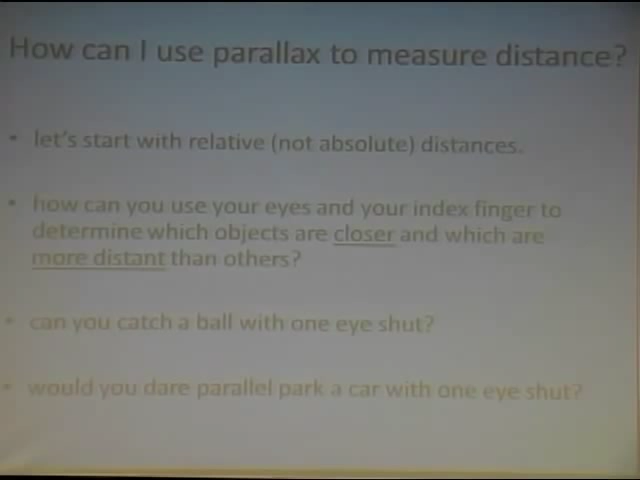 How can I use parallax to measure distance?
• let's start with relative (not absolute) distances.
• how can you use your eyes and your index finger to
determine which objects are closer and which are
more distant than others?
• can you catch a ball with one eye shut?
• would you dare parallel park a car with one eye shut?